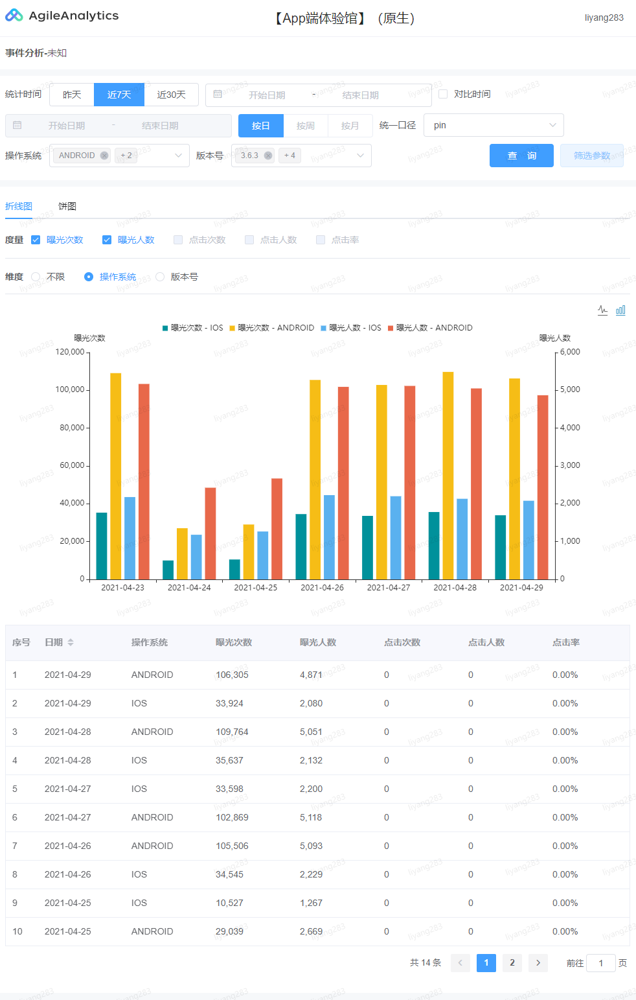 AgileAnalytics
【App端体验馆】（原生）
liyang283
事件分析-未知
统计时间 昨天 近7天 近30天 开始日期 - 结束日期 对比时间
开始日期 - 结束日期 按日 按周 按月 统一口径 pin
操作系统 ANDROID + 2 版本号 3.6.3 + 4 查 询 筛选参数
折线图 饼图
度量 曝光次数 曝光人数 点击次数 点击人数 点击率
维度 不限 操作系统 版本号
曝光次数 - IOS 曝光次数 - ANDROID 曝光人数 - IOS 曝光人数 - ANDROID
曝光次数 曝光人数
120,000 6,000
100,000 5,000
80,000 4,000
60,000 3,000
40,000 2,000
20,000 1,000
0 0
2021-04-23 2021-04-24 2021-04-25 2021-04-26 2021-04-27 2021-04-28 2021-04-29
序号 日期 操作系统 曝光次数 曝光人数 点击次数 点击人数 点击率
1 2021-04-29 ANDROID 106,305 4,871 0 0 0.00%
2 2021-04-29 IOS 33,924 2,080 0 0 0.00%
3 2021-04-28 ANDROID 109,764 5,051 0 0 0.00%
4 2021-04-28 IOS 35,637 2,132 0 0 0.00%
5 2021-04-27 IOS 33,598 2,200 0 0 0.00%
6 2021-04-27 ANDROID 102,869 5,118 0 0 0.00%
7 2021-04-26 ANDROID 105,506 5,093 0 0 0.00%
8 2021-04-26 IOS 34,545 2,229 0 0 0.00%
9 2021-04-25 IOS 10,527 1,267 0 0 0.00%
10 2021-04-25 ANDROID 29,039 2,669 0 0 0.00%
共 14 条 1 2 前往 1 页